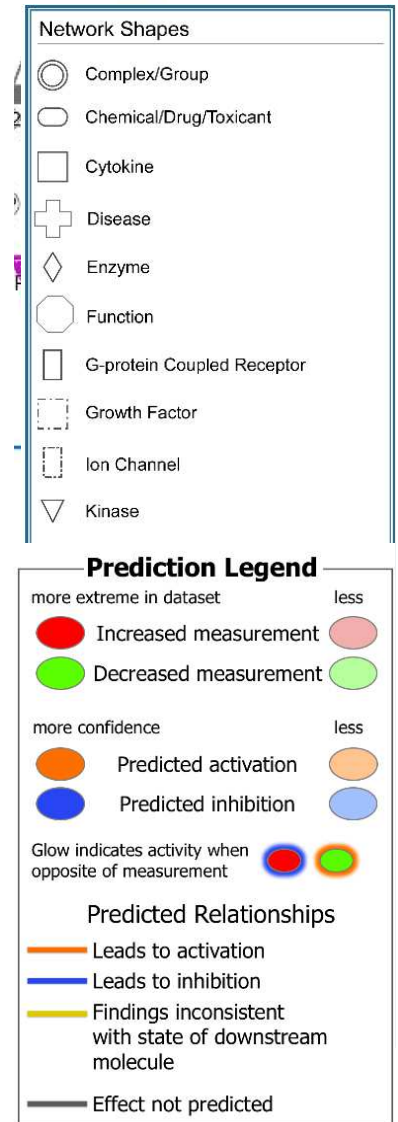 Network Shapes
Complex/Group
Chemical/Drug/Toxicant
Cytokine
Disease
Enzyme
Function
G-protein Coupled Receptor
Growth Factor
Ion Channel
Kinase
Prediction Legend
more extreme in dataset less
Increased measurement
Decreased measurement
more confidence less
Predicted activation
Predicted inhibition
Glow indicates activity when
opposite of measurement
Predicted Relationships
Leads to activation
Leads to inhibition
Findings inconsistent
with state of downstream
molecule
Effect not predicted